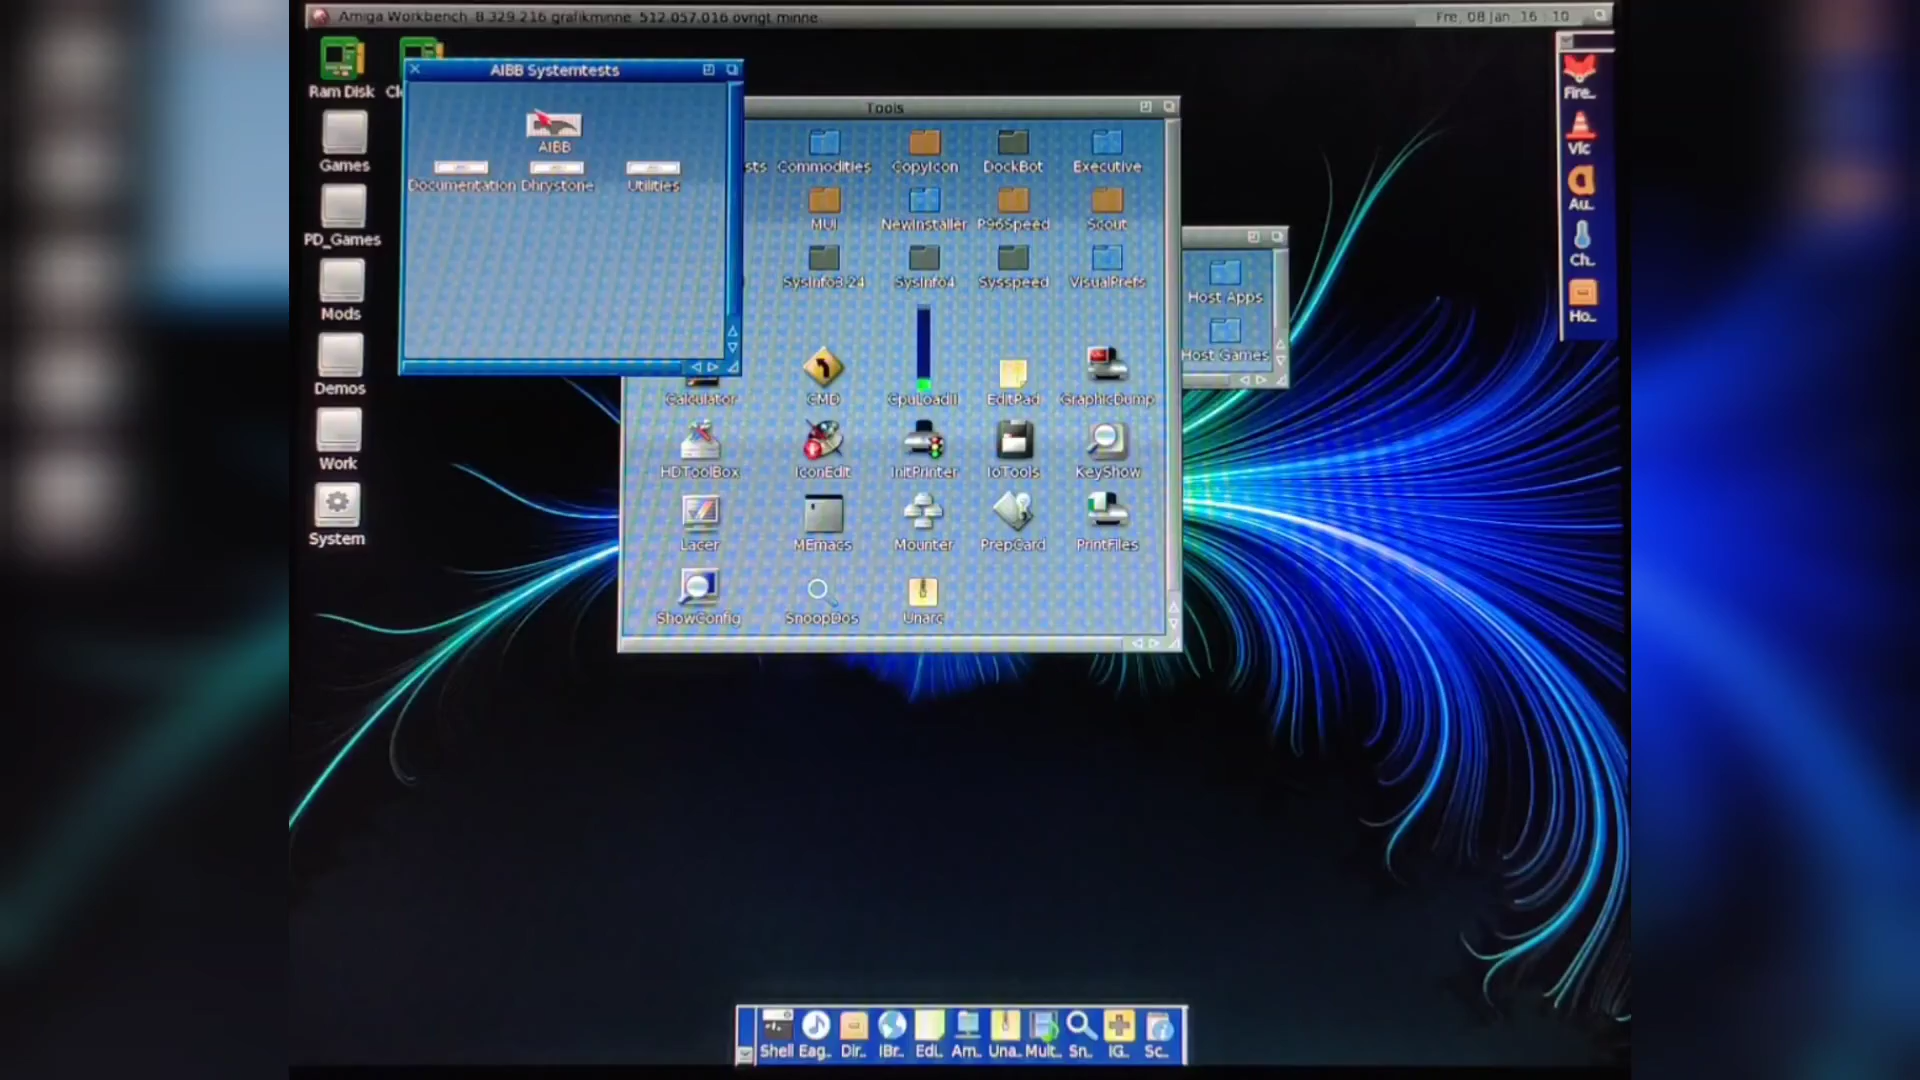 Amiga Workbench 8.329.216 grafikminne 512.057.016 övrigt minne
Fre, 08 Jan, 16:10
Ram Disk
Games
PD_Games
Mods
Demos
Work
System
AIBB Systemtests
AIBB
Documentation Dhrystone Utilities
Tools
sts Commodities CopyIcon DockBot Executive
MUI NewInstaller P96Speed Scout
SysInfo3.24 SysInfo4 Sysspeed VisualPrefs
Calculator CMD CpuLoadII EditPad GraphicDump
HDToolBox IconEdit InitPrinter IoTools KeyShow
Lacer MEmacs Mounter PrepCard PrintFiles
ShowConfig SnoopDos Unarc
Host Apps
Host Games
Fire..
Vlc
Au..
Ch..
Ho..
Shell Eag.. Dir.. IBr.. Edi.. Am.. Una.. Mult.. Sn.. IG.. Sc..